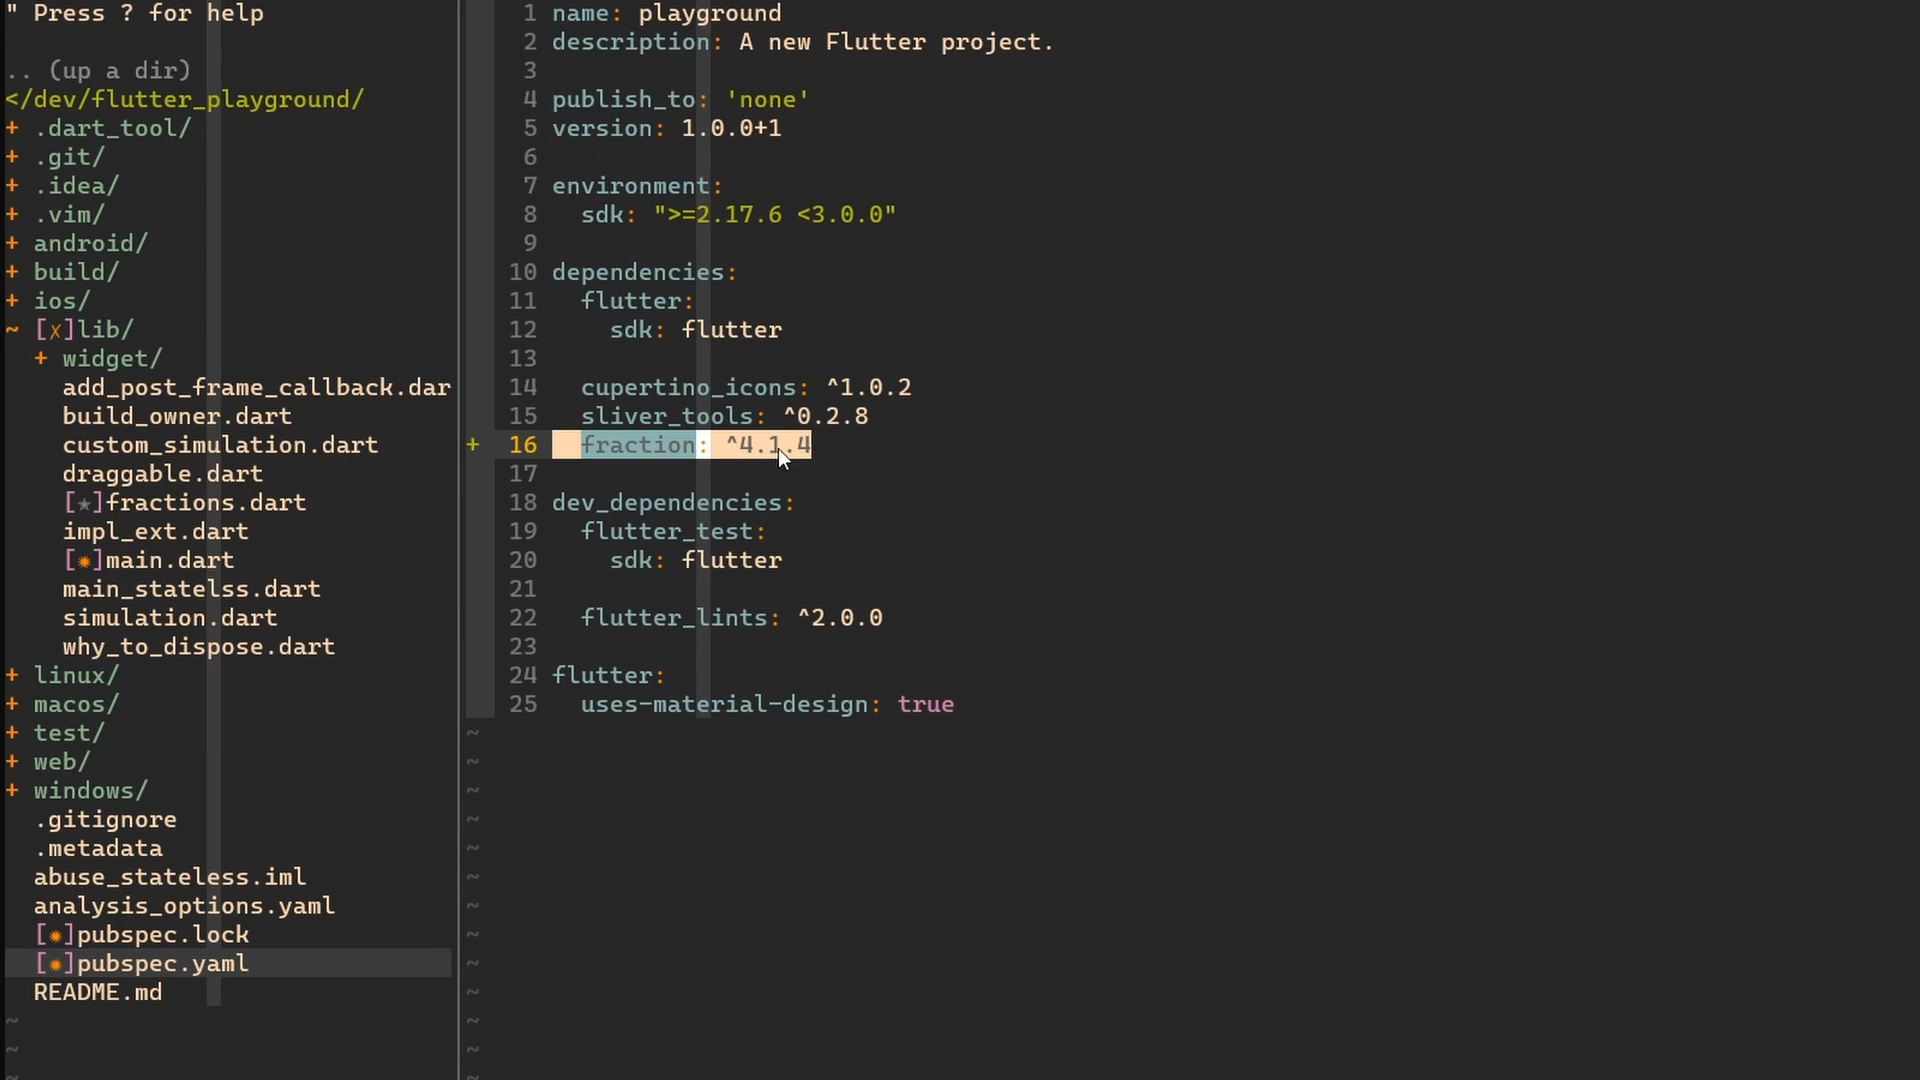 " Press ? for help
.. (up a dir)
</dev/flutter_playground/
+ .dart_tool/
+ .git/
+ .idea/
+ .vim/
+ android/
+ build/
+ ios/
~ [✗]lib/
+ widget/
add_post_frame_callback.dar
build_owner.dart
custom_simulation.dart
draggable.dart
[★]fractions.dart
impl_ext.dart
[✹]main.dart
main_statelss.dart
simulation.dart
why_to_dispose.dart
+ linux/
+ macos/
+ test/
+ web/
+ windows/
.gitignore
.metadata
abuse_stateless.iml
analysis_options.yaml
[✹]pubspec.lock
[✹]pubspec.yaml
README.md
~
~
~
1 name: playground
2 description: A new Flutter project.
3
4 publish_to: 'none'
5 version: 1.0.0+1
6
7 environment:
8 sdk: ">=2.17.6 <3.0.0"
9
10 dependencies:
11 flutter:
12 sdk: flutter
13
14 cupertino_icons: ^1.0.2
15 sliver_tools: ^0.2.8
+ 16 fraction: ^4.1.4
17
18 dev_dependencies:
19 flutter_test:
20 sdk: flutter
21
22 flutter_lints: ^2.0.0
23
24 flutter:
25 uses-material-design: true
~
~
~
~
~
~
~
~
~
~
~
~
~